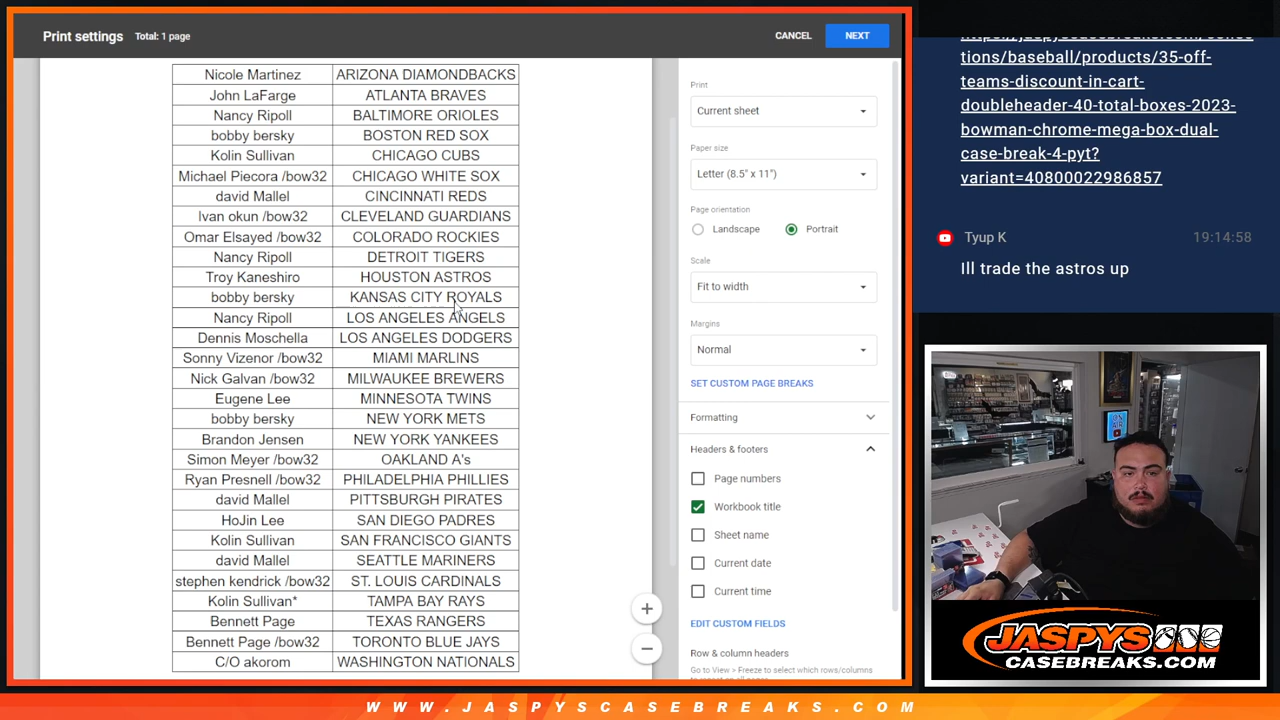 Print settings Total: 1 page CANCEL NEXT
Nicole Martinez ARIZONA DIAMONDBACKS
John LaFarge ATLANTA BRAVES
Nancy Ripoll BALTIMORE ORIOLES
bobby bersky BOSTON RED SOX
Kolin Sullivan CHICAGO CUBS
Michael Piecora /bow32 CHICAGO WHITE SOX
david Mallel CINCINNATI REDS
Ivan okun /bow32 CLEVELAND GUARDIANS
Omar Elsayed /bow32 COLORADO ROCKIES
Nancy Ripoll DETROIT TIGERS
Troy Kaneshiro HOUSTON ASTROS
bobby bersky KANSAS CITY ROYALS
Nancy Ripoll LOS ANGELES ANGELS
Dennis Moschella LOS ANGELES DODGERS
Sonny Vizenor /bow32 MIAMI MARLINS
Nick Galvan /bow32 MILWAUKEE BREWERS
Eugene Lee MINNESOTA TWINS
bobby bersky NEW YORK METS
Brandon Jensen NEW YORK YANKEES
Simon Meyer /bow32 OAKLAND A's
Ryan Presnell /bow32 PHILADELPHIA PHILLIES
david Mallel PITTSBURGH PIRATES
HoJin Lee SAN DIEGO PADRES
Kolin Sullivan SAN FRANCISCO GIANTS
david Mallel SEATTLE MARINERS
stephen kendrick /bow32 ST. LOUIS CARDINALS
Kolin Sullivan* TAMPA BAY RAYS
Bennett Page TEXAS RANGERS
Bennett Page /bow32 TORONTO BLUE JAYS
C/O akorom WASHINGTON NATIONALS
Print
Current sheet
Paper size
Letter (8.5" x 11")
Page orientation
Landscape Portrait
Scale
Fit to width
Margins
Normal
SET CUSTOM PAGE BREAKS
Formatting
Headers & footers
Page numbers
Workbook title
Sheet name
Current date
Current time
EDIT CUSTOM FIELDS
Row & column headers
Go to View > Freeze to select which rows/columns
tions/baseball/products/35-off-
teams-discount-in-cart-
doubleheader-40-total-boxes-2023-
bowman-chrome-mega-box-dual-
case-break-4-pyt?
variant=40800022986857
Tyup K 19:14:58
Ill trade the astros up
JASPYS
CASEBREAKS.COM
WWW.JASPYSCASEBREAKS.COM